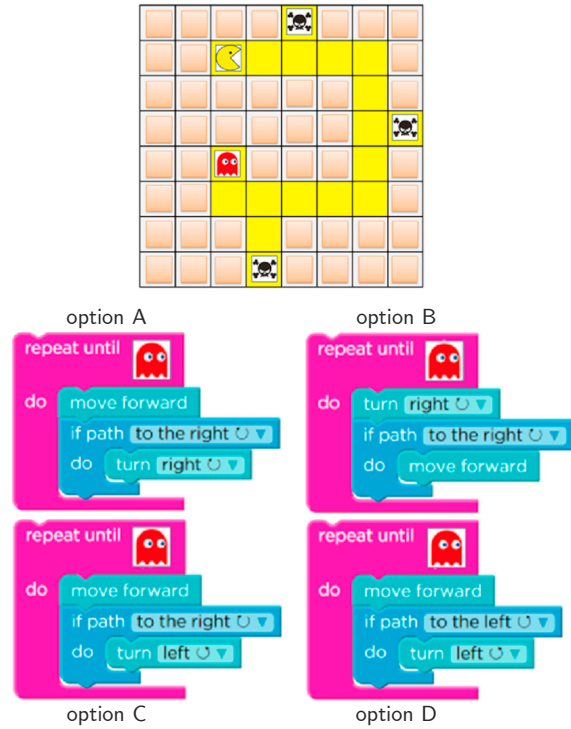 option A
option B
repeat until
do
move forward
if path to the right ↻ ▼
do turn right ↻ ▼
repeat until
do
turn right ↻ ▼
if path to the right ↻ ▼
do move forward
repeat until
do
move forward
if path to the right ↻ ▼
do turn left ↺ ▼
repeat until
do
move forward
if path to the left ↺ ▼
do turn left ↺ ▼
option C
option D